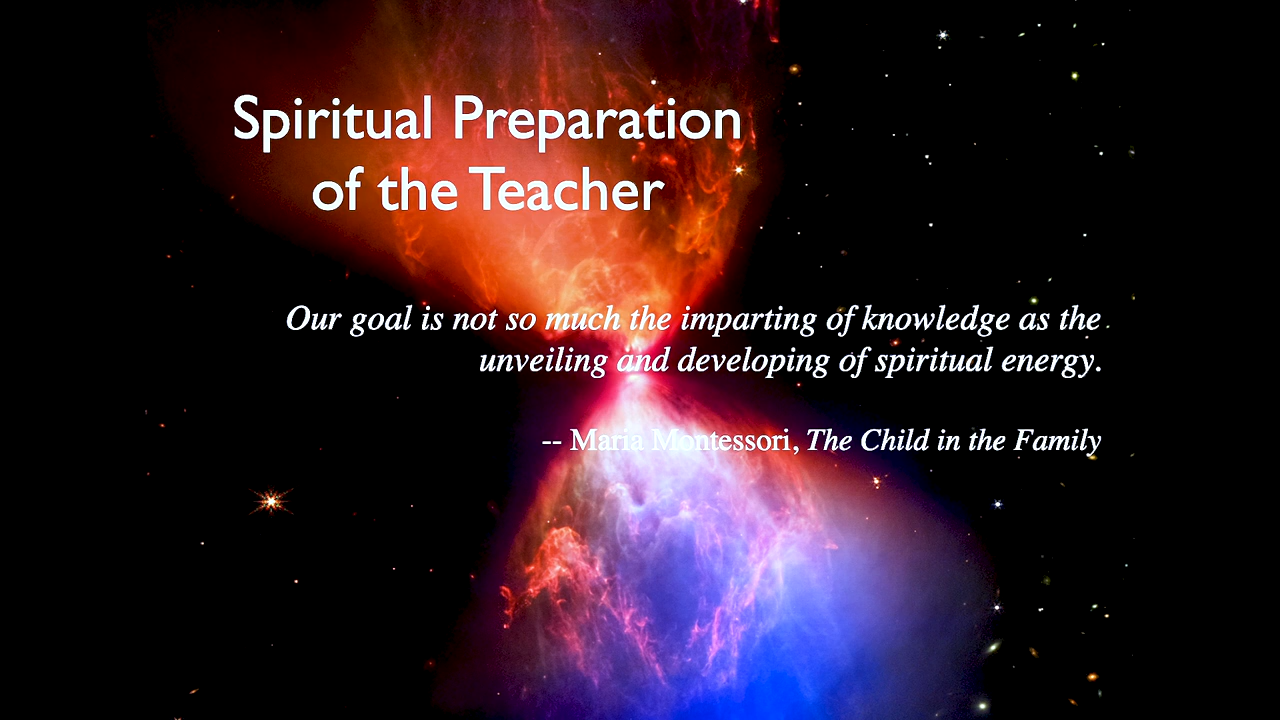 Spiritual Preparation
of the Teacher
Our goal is not so much the imparting of knowledge as the
unveiling and developing of spiritual energy.
-- Maria Montessori, The Child in the Family